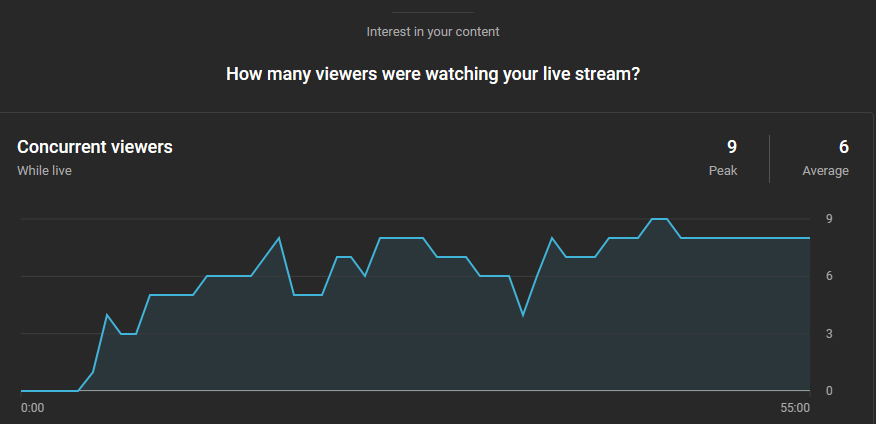 Interest in your content
How many viewers were watching your live stream?
Concurrent viewers
While live
9
Peak
6
Average
9
6
3
0
0:00
55:00